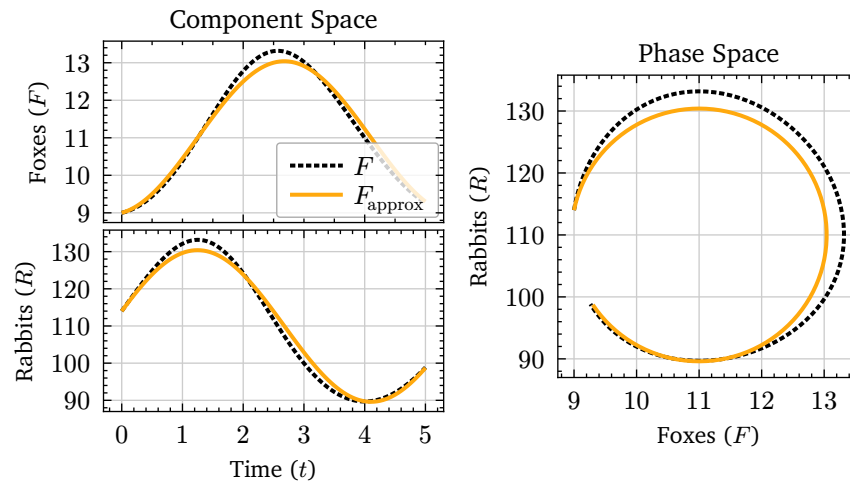 Component Space
Foxes (F)
13
12
11
10
9
F
F_approx
Rabbits (R)
130
120
110
100
90
0 1 2 3 4 5
Time (t)
Phase Space
Rabbits (R)
130
120
110
100
90
9 10 11 12 13
Foxes (F)